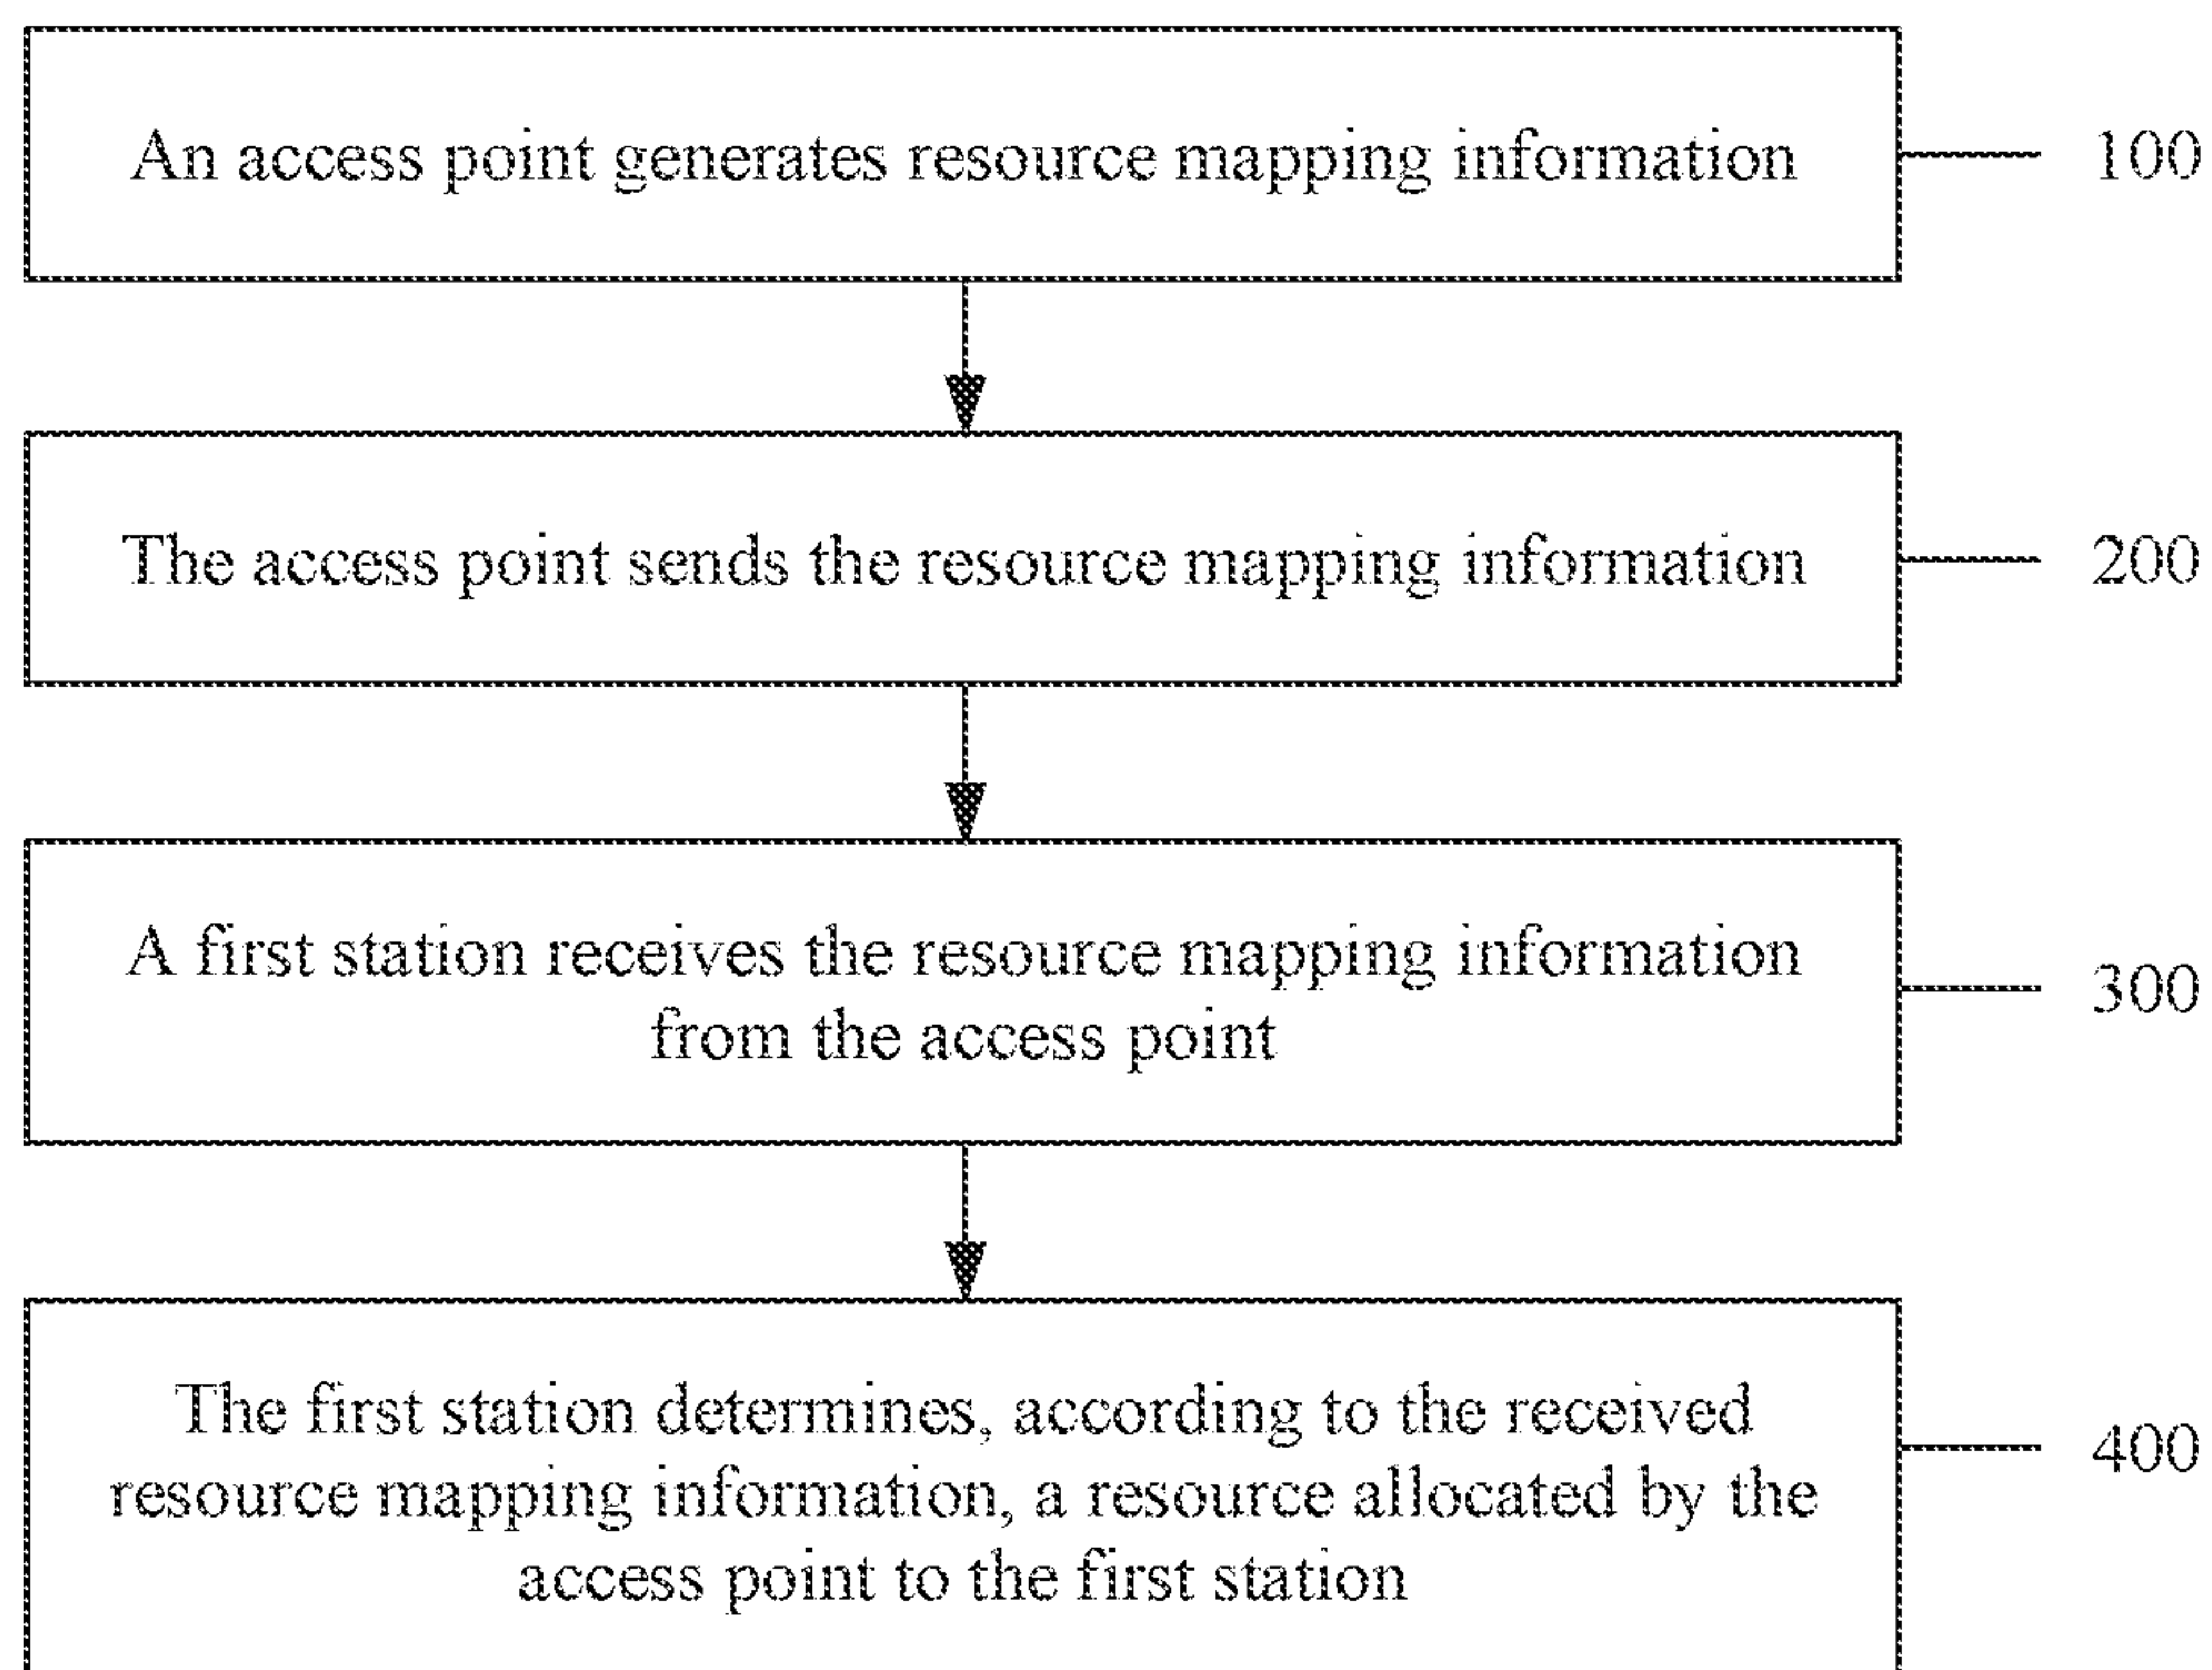 An access point generates resource mapping information
100
The access point sends the resource mapping information
200
A first station receives the resource mapping information
from the access point
300
The first station determines, according to the received
resource mapping information, a resource allocated by the
access point to the first station
400